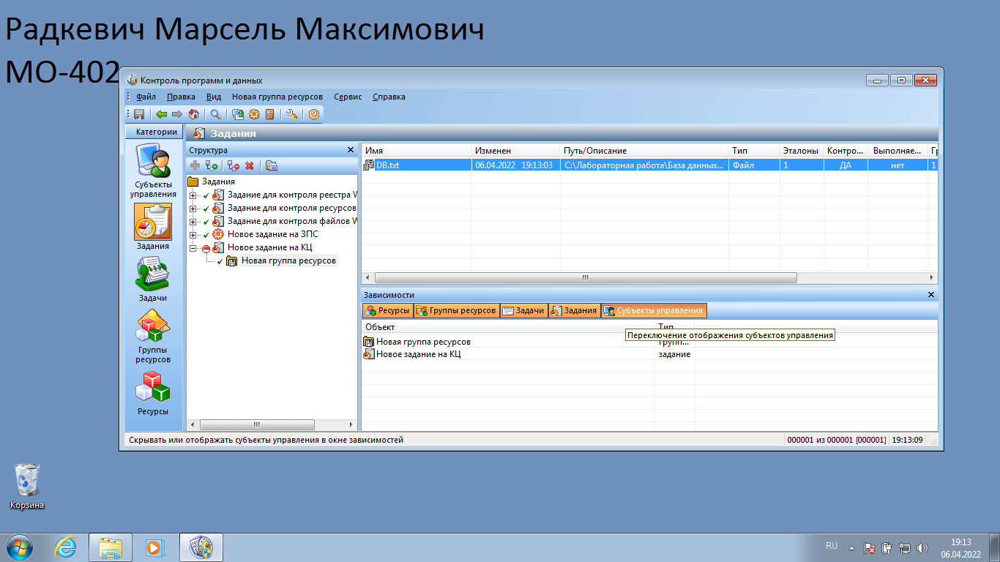 Радкевич Марсель Максимович
МО-402
Контроль программ и данных
Файл Правка Вид Новая группа ресурсов Сервис Справка
Категории
Задания
Структура
Субъекты
управления
Задания
Задачи
Группы
ресурсов
Ресурсы
Задания
Задание для контроля реестра W
Задание для контроля ресурсов
Задание для контроля файлов W
Новое задание на ЗПС
Новое задание на КЦ
Новая группа ресурсов
Имя Изменен Путь/Описание Тип Эталоны Контро... Выполняе... Гр
DB.txt 06.04.2022 19:13:03 C:\Лабораторная работа\База данных... Файл 1 ДА нет 1
Зависимости
Ресурсы Группы ресурсов Задачи Задания Субъекты управления
Объект Тип
Переключение отображения субъектов управления
Новая группа ресурсов групп...
Новое задание на КЦ задание
Скрывать или отображать субъекты управления в окне зависимостей 000001 из 000001 [000001] 19:13:09
Корзина
RU
19:13
06.04.2022